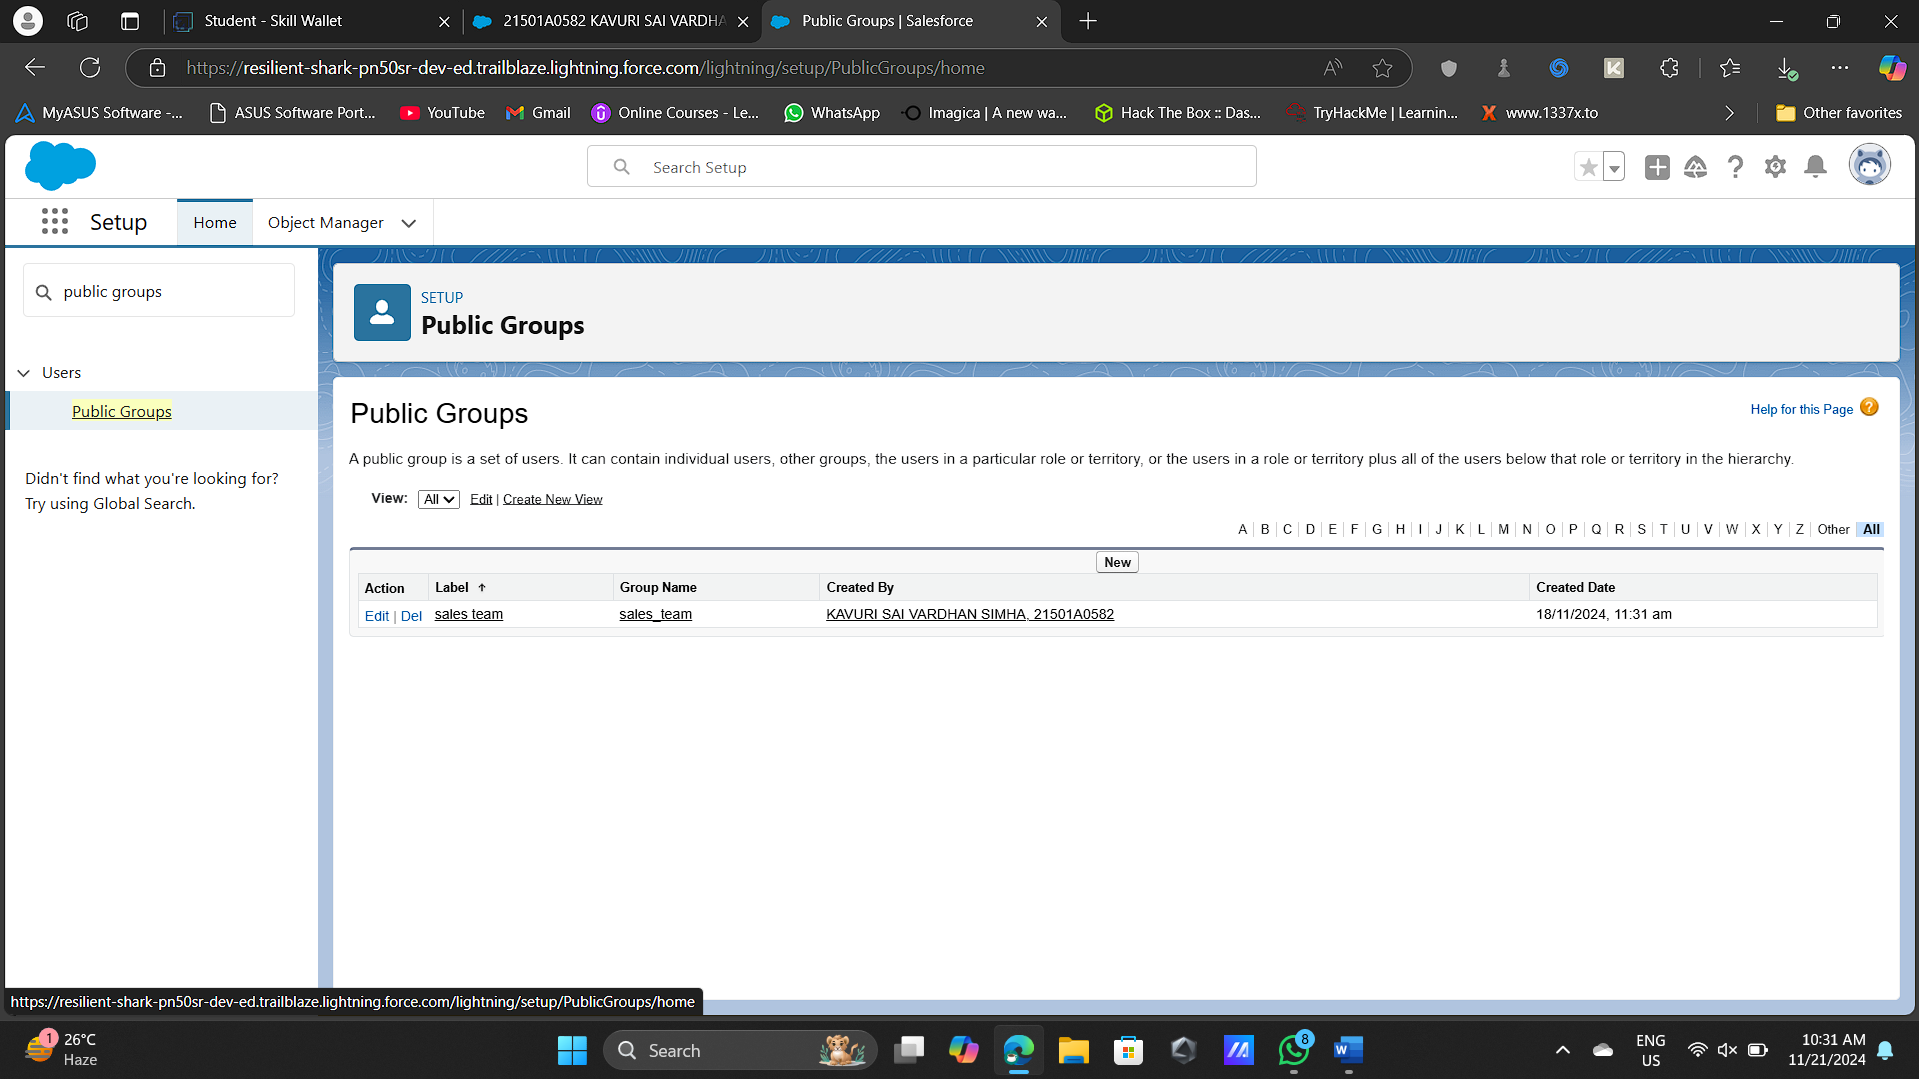 Student - Skill Wallet
21501A0582 KAVURI SAI VARDHA
Public Groups | Salesforce
https://resilient-shark-pn50sr-dev-ed.trailblaze.lightning.force.com/lightning/setup/PublicGroups/home
MyASUS Software -...
ASUS Software Port...
YouTube
Gmail
Online Courses - Le...
WhatsApp
Imagica | A new wa...
Hack The Box :: Das...
TryHackMe | Learnin...
www.1337x.to
Other favorites
Search Setup
Setup
Home
Object Manager
public groups
Users
Public Groups
Didn't find what you're looking for?
Try using Global Search.
SETUP
Public Groups
Public Groups
Help for this Page
A public group is a set of users. It can contain individual users, other groups, the users in a particular role or territory, or the users in a role or territory plus all of the users below that role or territory in the hierarchy.
View: All Edit | Create New View
A B C D E F G H I J K L M N O P Q R S T U V W X Y Z Other All
New
Action Label Group Name Created By Created Date
Edit | Del sales team sales_team KAVURI SAI VARDHAN SIMHA, 21501A0582 18/11/2024, 11:31 am
https://resilient-shark-pn50sr-dev-ed.trailblaze.lightning.force.com/lightning/setup/PublicGroups/home
1
26°C
Haze
Search
8
ENG
US
10:31 AM
11/21/2024